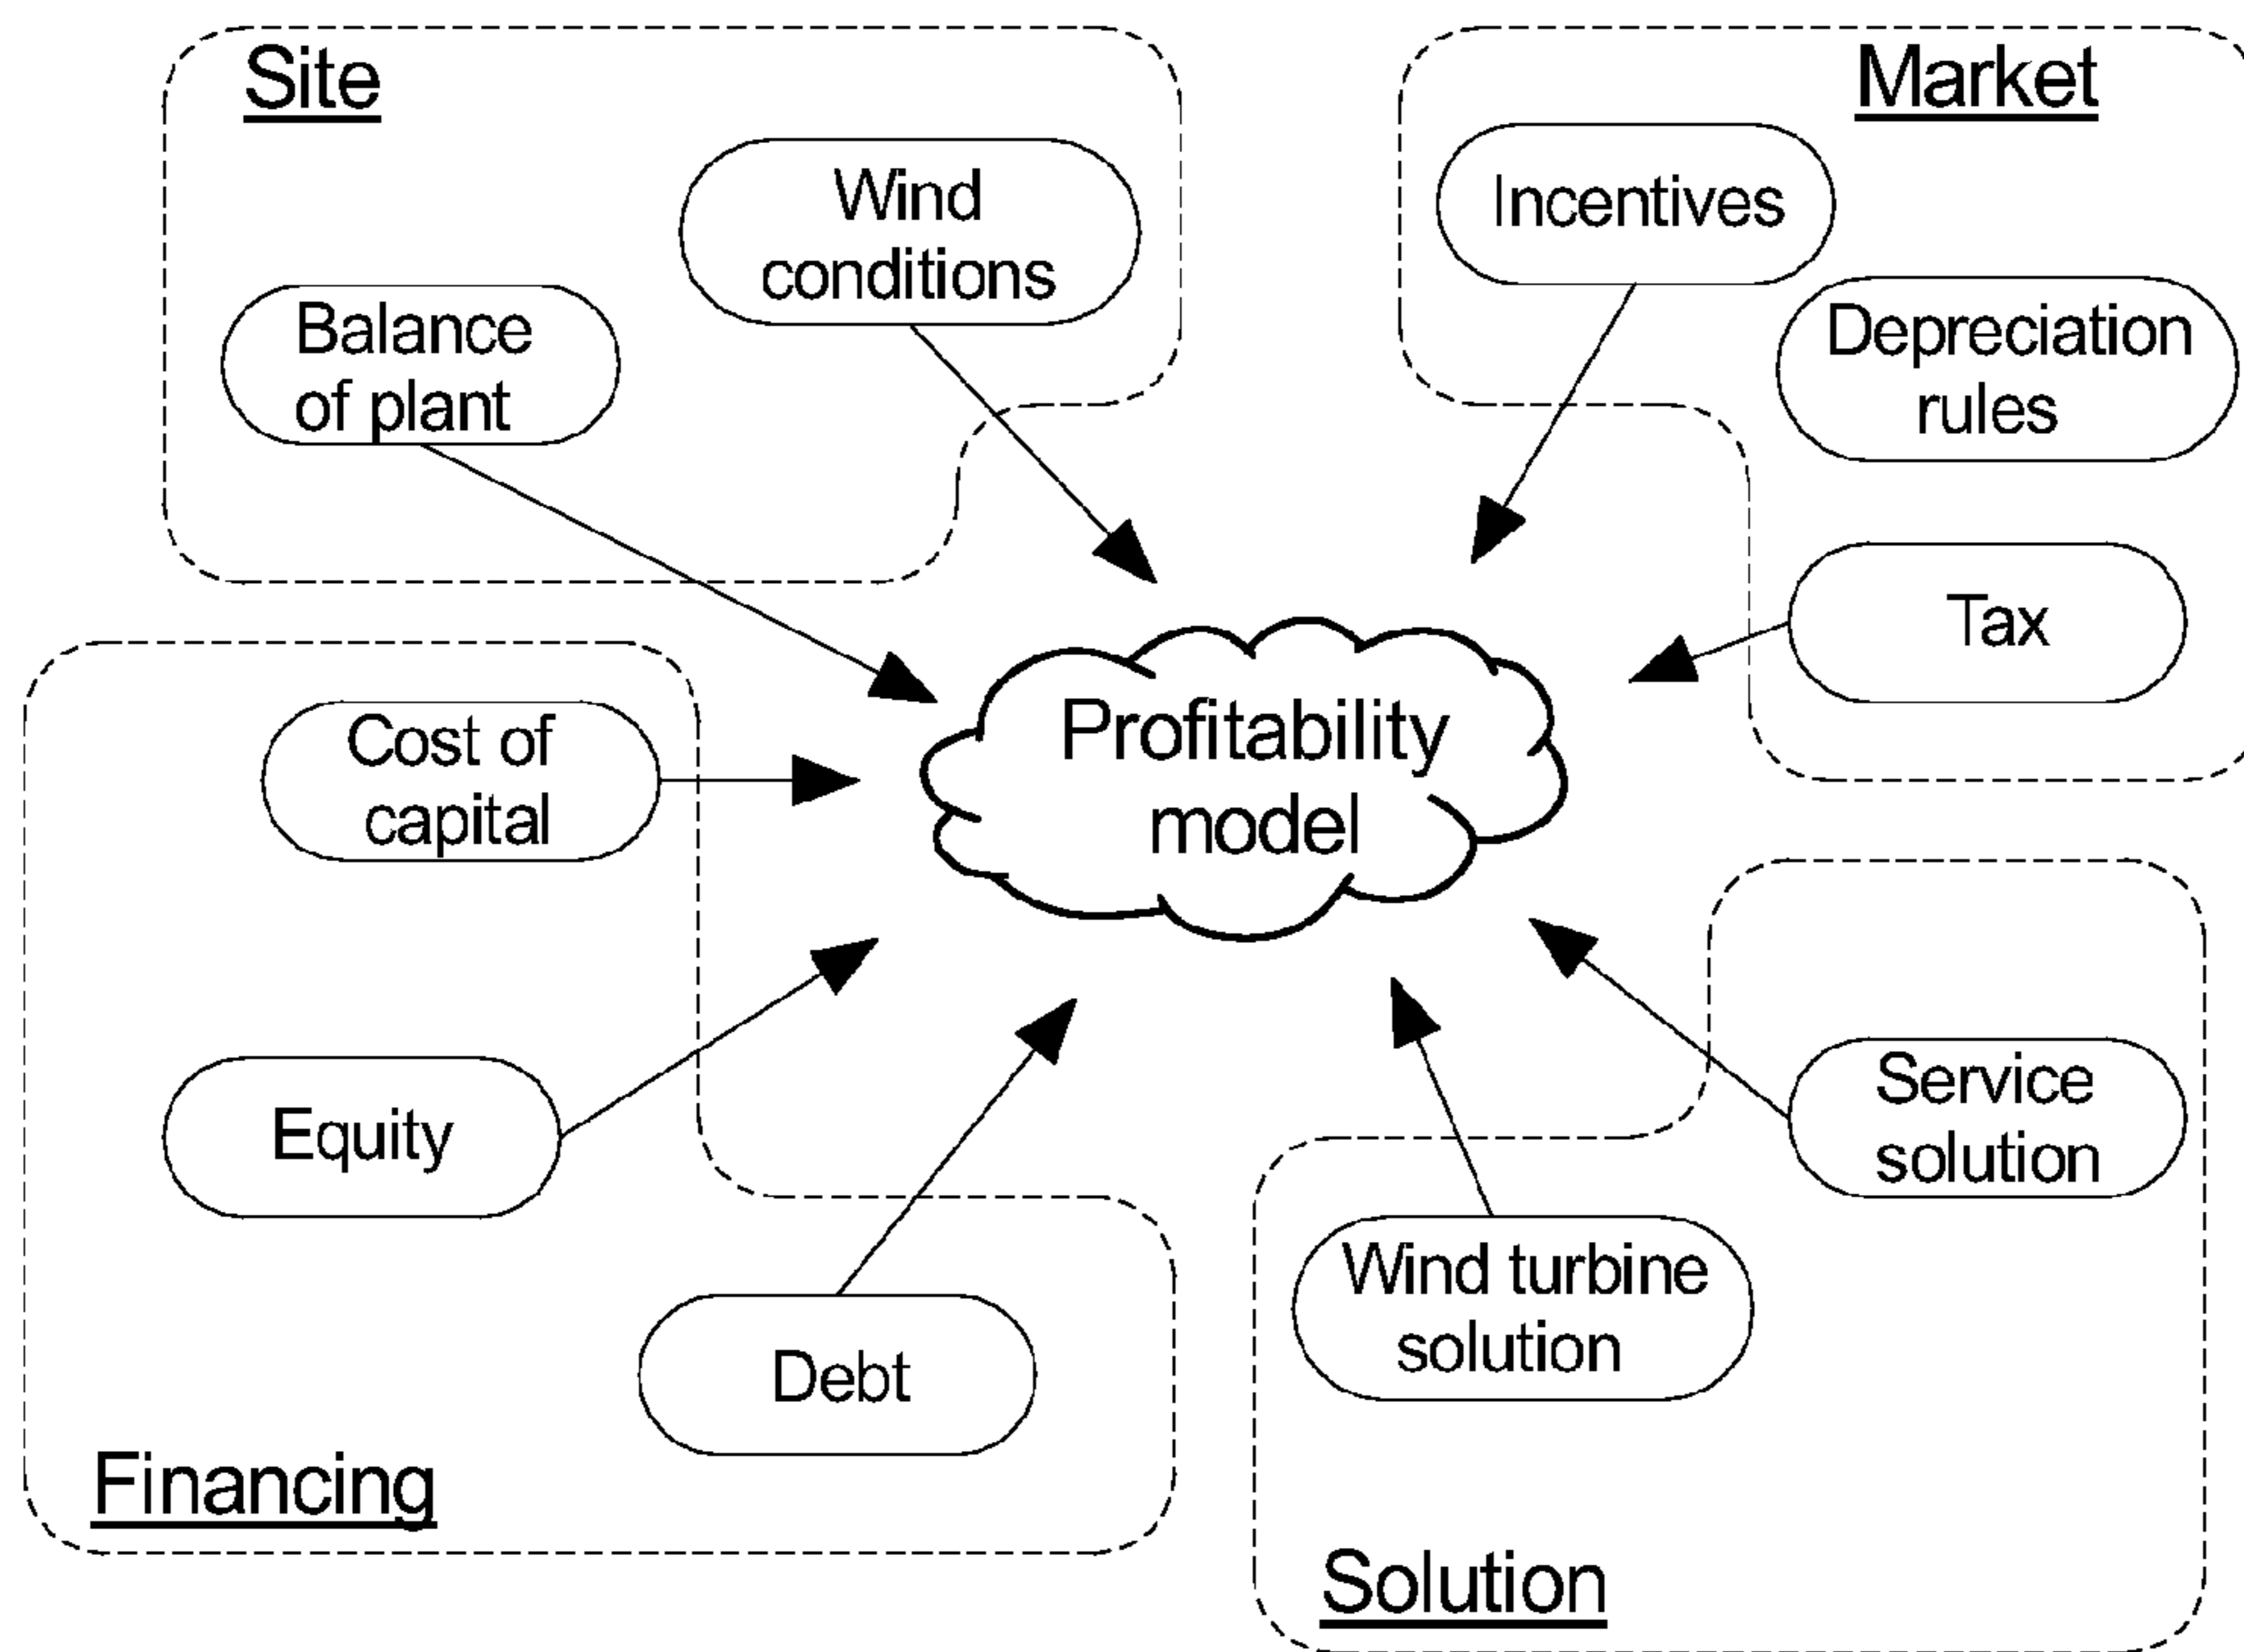 Site
Wind
conditions
Balance
of plant
Market
Incentives
Depreciation
rules
Tax
Profitability
model
Cost of
capital
Equity
Debt
Financing
Service
solution
Wind turbine
solution
Solution